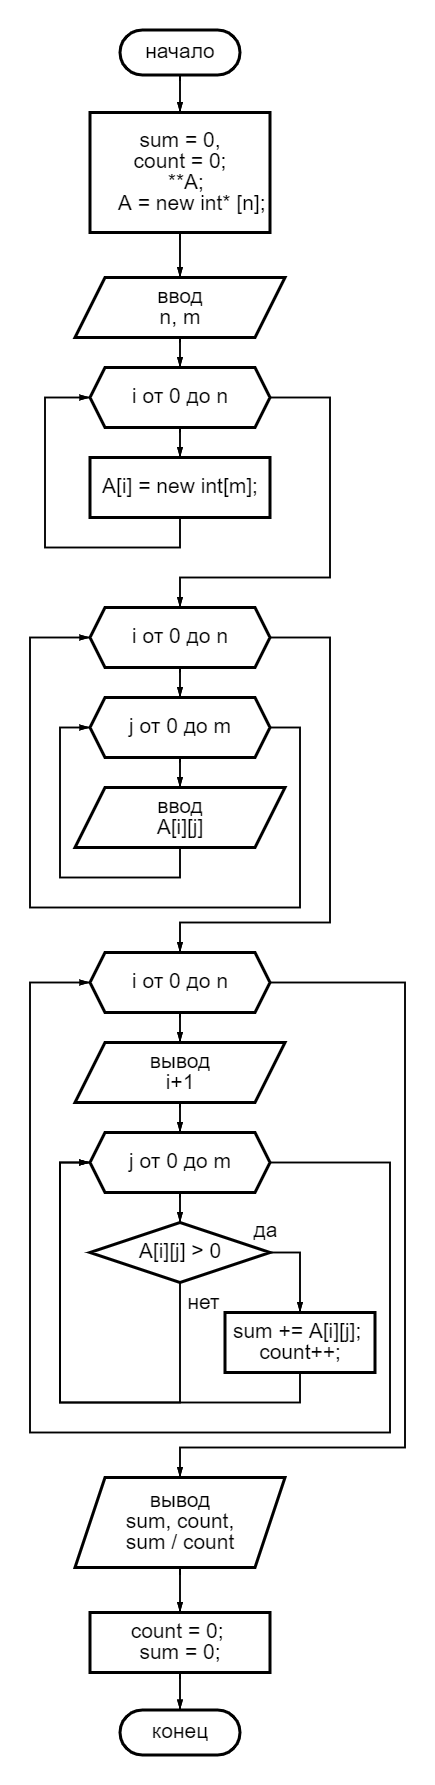 начало
sum = 0,
count = 0;
**A;
A = new int* [n];
ввод
n, m
i от 0 до n
A[i] = new int[m];
i от 0 до n
j от 0 до m
ввод
A[i][j]
i от 0 до n
вывод
i+1
j от 0 до m
да
A[i][j] > 0
нет
sum += A[i][j];
count++;
вывод
sum, count,
sum / count
count = 0;
sum = 0;
конец